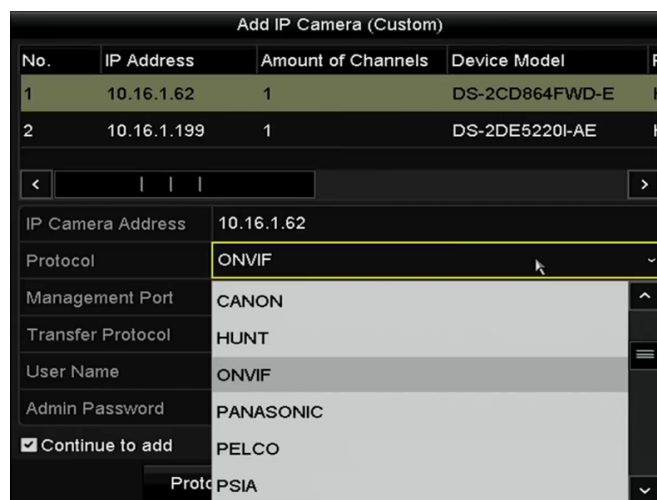 Add IP Camera (Custom)
No. IP Address Amount of Channels Device Model
1 10.16.1.62 1 DS-2CD864FWD-E
2 10.16.1.199 1 DS-2DE5220I-AE
IP Camera Address 10.16.1.62
Protocol ONVIF
Management Port CANON
Transfer Protocol HUNT
User Name ONVIF
Admin Password PANASONIC
Continue to add PELCO
PSIA